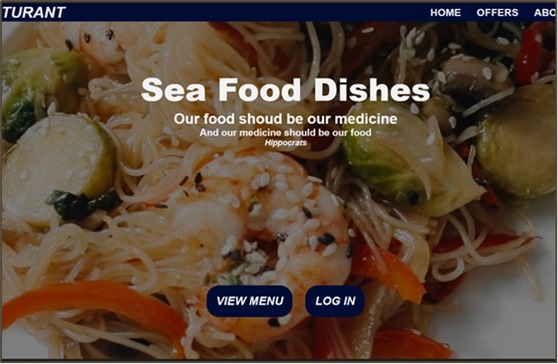 TURANT
HOME OFFERS ABO
Sea Food Dishes
Our food shoud be our medicine
And our medicine should be our food
Hippocrats
VIEW MENU LOG IN